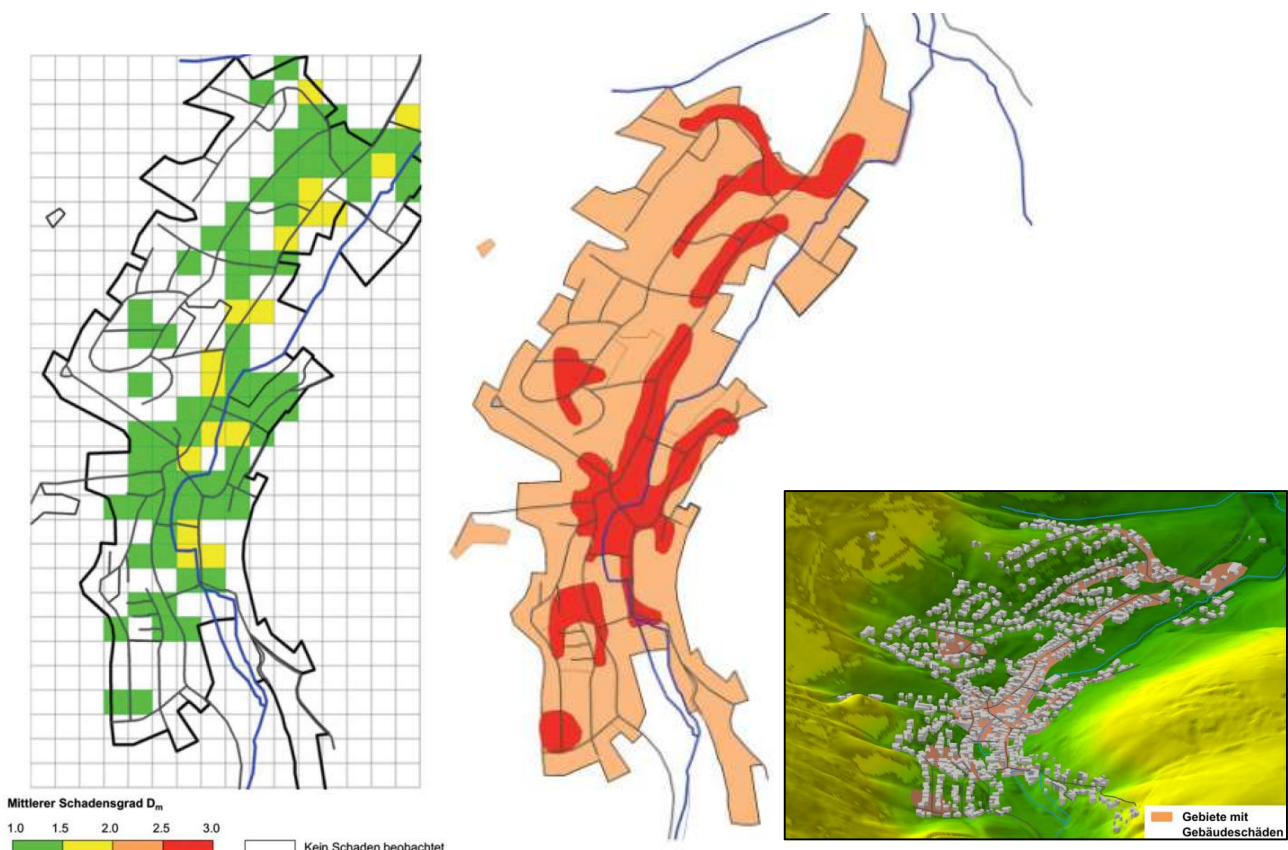 Mittlerer Schadensgrad Dm
1.0 1.5 2.0 2.5 3.0
Kein Schaden beobachtet
Gebiete mit
Gebäudeschäden